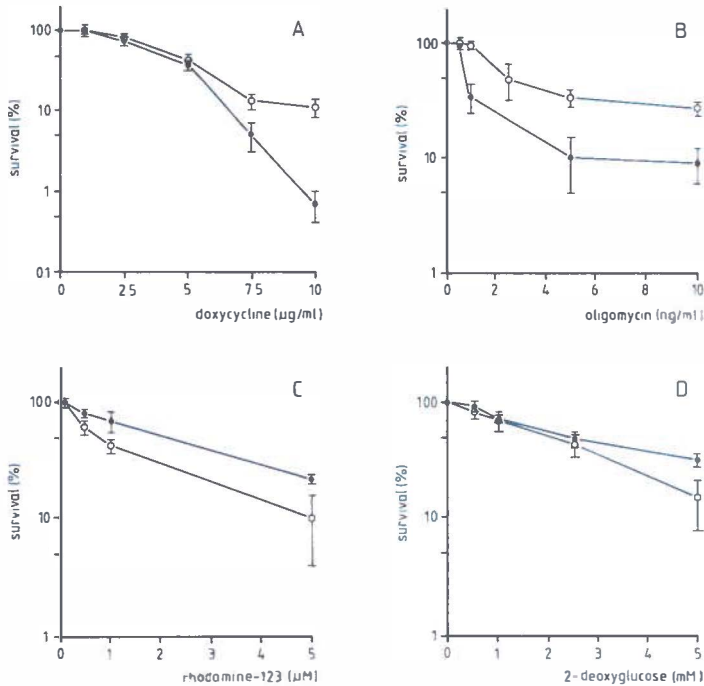 A
100
10
1
01
survival (%)
0 25 5 7.5 10
doxycycline (µg/ml)
B
100
10
1
survival (%)
0 2 4 6 8 10
oligomycin (ng/ml)
C
100
10
1
survival (%)
0 1 2 3 4 5
rhodamine-123 (µM)
D
100
10
1
survival (%)
0 1 2 3 4 5
2-deoxyglucose (mM)